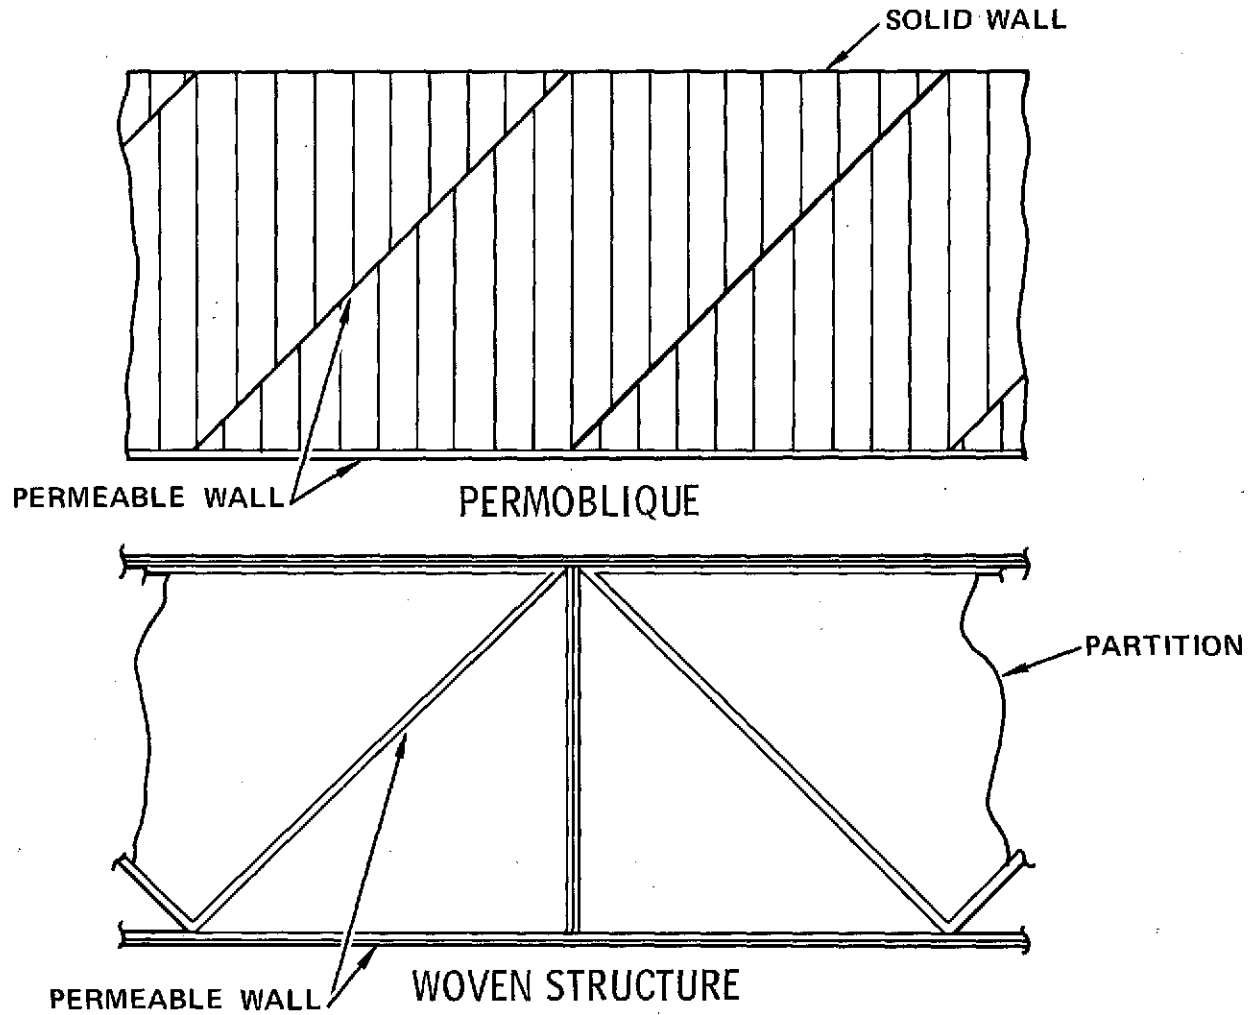 SOLID WALL
PERMEABLE WALL
PERMOBLIQUE
PARTITION
PERMEABLE WALL
WOVEN STRUCTURE